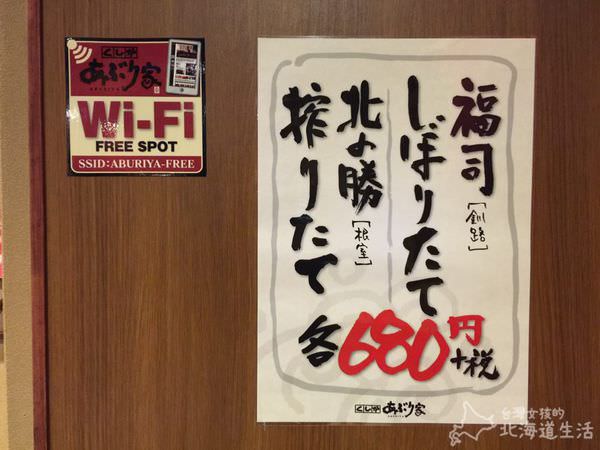 くし炉
あぶり家
ABURIYA
Wi-Fi
FREE SPOT
SSID:ABURIYA-FREE
福司
[釧路]
しぼりたて
北の勝
[根室]
搾りたて
各680円
+税
くし炉 あぶり家
ABURIYA
台灣女孩的
北海道生活